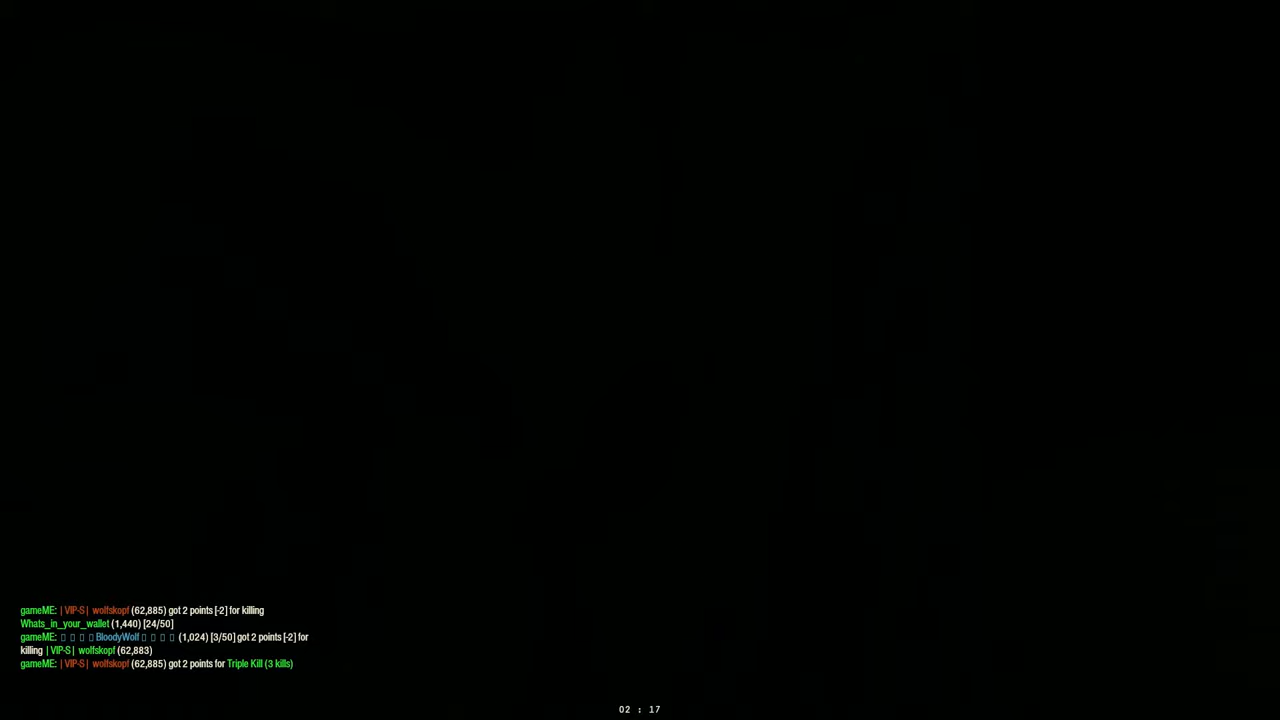 gameME: |VIP-S| wolfskopf (62,885) got 2 points [-2] for killing
Whats_in_your_wallet (1,440) [24/50]
gameME: BloodyWolf (1,024) [3/50] got 2 points [-2] for
killing |VIP-S| wolfskopf (62,883)
gameME: |VIP-S| wolfskopf (62,885) got 2 points for Triple Kill (3 kills)
02 : 17